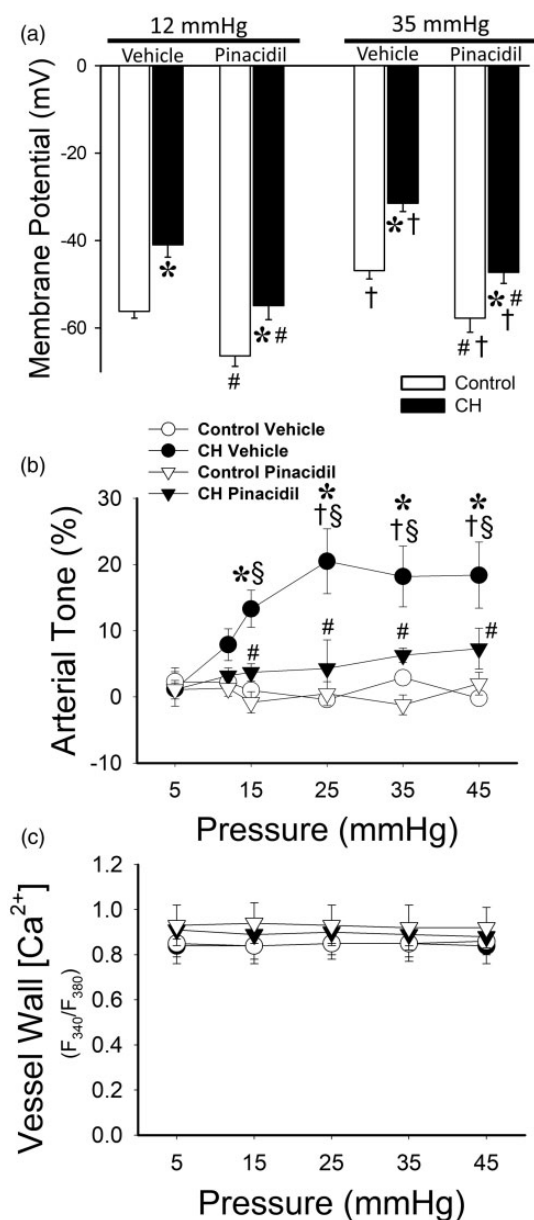 (a)
12 mmHg 35 mmHg
Vehicle Pinacidil Vehicle Pinacidil
Membrane Potential (mV)
0
-20
-40
-60
*
#
*#
†
*†
#†
*#
†
Control
CH
(b)
Control Vehicle
CH Vehicle
Control Pinacidil
CH Pinacidil
Arterial Tone (%)
30
20
10
0
-10
*§
*
†§
*
†§
*
†§
# # # #
5 15 25 35 45
Pressure (mmHg)
(c)
Vessel Wall [Ca²⁺]
(F₃₄₀/F₃₈₀)
1.2
1.0
0.8
0.6
0.4
0.2
0.0
5 15 25 35 45
Pressure (mmHg)